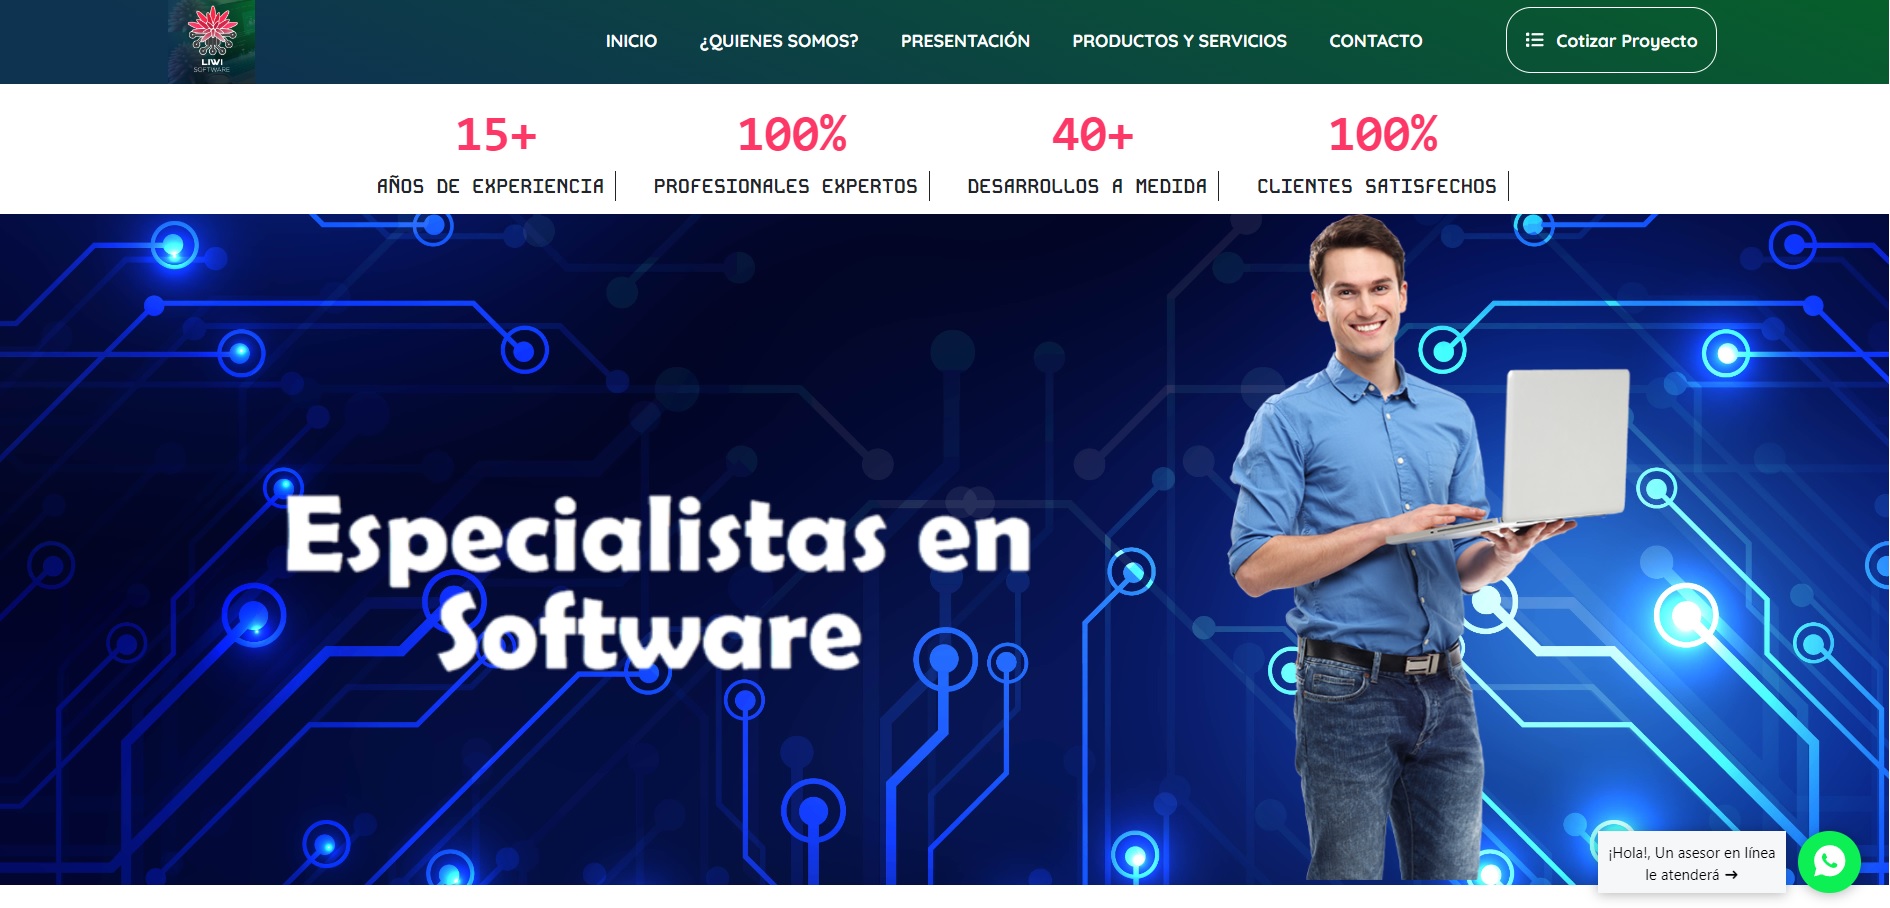 LIWI
SOFTWARE
INICIO
¿QUIENES SOMOS?
PRESENTACIÓN
PRODUCTOS Y SERVICIOS
CONTACTO
Cotizar Proyecto
15+
AÑOS DE EXPERIENCIA
100%
PROFESIONALES EXPERTOS
40+
DESARROLLOS A MEDIDA
100%
CLIENTES SATISFECHOS
Especialistas en
Software
¡Hola!, Un asesor en línea
le atenderá →